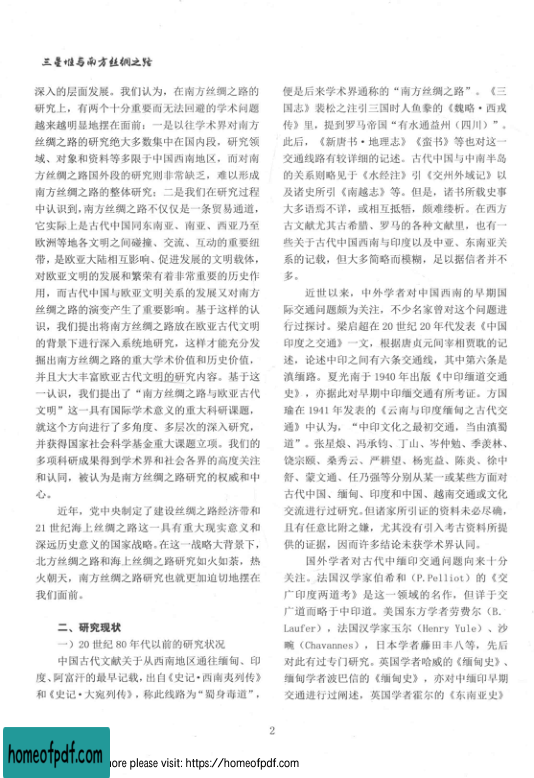 三星堆与南方丝绸之路
深入的层面发展。我们认为，在南方丝绸之路的
研究上，有两个十分重要而无法回避的学术问题
越来越明显地摆在面前：一是以往学术界对南方
丝绸之路的研究绝大多数集中在国内段，研究领
域、对象和资料等多限于中国西南地区，而对南
方丝绸之路国外段的研究则非常缺乏，难以形成
南方丝绸之路的整体研究；二是我们在研究过程
中认识到，南方丝绸之路不仅仅是一条贸易通道，
它实际上是古代中国同东南亚、南亚、西亚乃至
欧洲等地各文明之间碰撞、交流、互动的重要纽
带，是欧亚大陆相互影响、促进发展的文明载体，
对欧亚文明的发展和繁荣有着非常重要的历史作
用，而古代中国与欧亚文明关系的发展又对南方
丝绸之路的演变产生了重要影响。基于这样的认
识，我们提出将南方丝绸之路放在欧亚古代文明
的背景下进行深入系统地研究，这样才能充分发
掘出南方丝绸之路的重大学术价值和历史价值，
并且大大丰富欧亚古代文明的研究内容。基于这
一认识，我们提出了“南方丝绸之路与欧亚古代
文明”这一具有国际学术意义的重大科研课题，
就这个方向进行了多角度、多层次的深入研究，
并获得国家社会科学基金重大课题立项。我们的
多项科研成果得到学术界和社会各界的高度关注
和认同，被认为是南方丝绸之路研究的权威和中
心。
近年，党中央制定了建设丝绸之路经济带和
21 世纪海上丝绸之路这一具有重大现实意义和
深远历史意义的国家战略。在这一战略大背景下，
北方丝绸之路和海上丝绸之路研究如火如荼，热
火朝天，南方丝绸之路研究也就更加迫切地摆在
我们面前。
二、研究现状
一）20 世纪 80 年代以前的研究状况
中国古代文献关于从西南地区通往缅甸、印
度、阿富汗的最早记载，出自《史记·西南夷列传》
和《史记·大宛列传》，称此线路为“蜀身毒道”，
便是后来学术界通称的“南方丝绸之路”。《三
国志》裴松之注引三国时人鱼豢的《魏略·西戎
传》里，提到罗马帝国“有水通益州（四川）”。
此后，《新唐书·地理志》《蛮书》等也对这一
交通线路有较详细的记述。古代中国与中南半岛
的关系则略见于《水经注》引《交州外域记》以
及诸史所引《南越志》等。但是，诸书所载史事
大多语焉不详，或相互抵牾，颇难缕析。在西方
古文献尤其古希腊、罗马的各种文献里，也有一
些关于古代中国西南与印度以及中亚、东南亚关
系的记载，但大多简略而模糊，足以据信者并不
多。
近世以来，中外学者对中国西南的早期国
际交通问题颇为关注，不少名家曾对这个问题进
行过探讨。梁启超在 20 世纪 20 年代发表《中国
印度之交通》一文，根据唐贞元间宰相贾耽的记
述，论述中印之间有六条交通线，其中第六条是
滇缅路。夏光南于 1940 年出版《中印缅道交通
史》，亦据此对早期中印缅交通有所考证。方国
瑜在 1941 年发表的《云南与印度缅甸之古代交
通》中认为，“中印文化之最初交通，当由滇蜀
道”。张星烺、冯承钧、丁山、岑仲勉、季羡林、
饶宗颐、桑秀云、严耕望、杨宪益、陈炎、徐中
舒、蒙文通、任乃强等分别从某一或某些方面对
古代中国、缅甸、印度和中国、越南交通或文化
交流进行过研究。但诸家所引证的资料未必尽确，
且有任意比附之嫌，尤其没有引入考古资料所提
供的证据，因而许多结论未获学术界认同。
国外学者对古代中缅印交通问题向来十分
关注。法国汉学家伯希和（P.Pelliot）的《交
广印度两道考》是这一领域的名作，但详于交
广道而略于中印道。美国东方学者劳费尔（B.
Laufer），法国汉学家玉尔（Henry Yule）、沙
畹（Chavannes），日本学者藤田丰八等，先后
对此有过专门研究。英国学者哈威的《缅甸史》、
缅甸学者波巴信的《缅甸史》，亦对中缅印早期
交通进行过阐述，英国学者霍尔的《东南亚史》
2
homeofpdf.com
ore please visit: https://homeofpdf.com